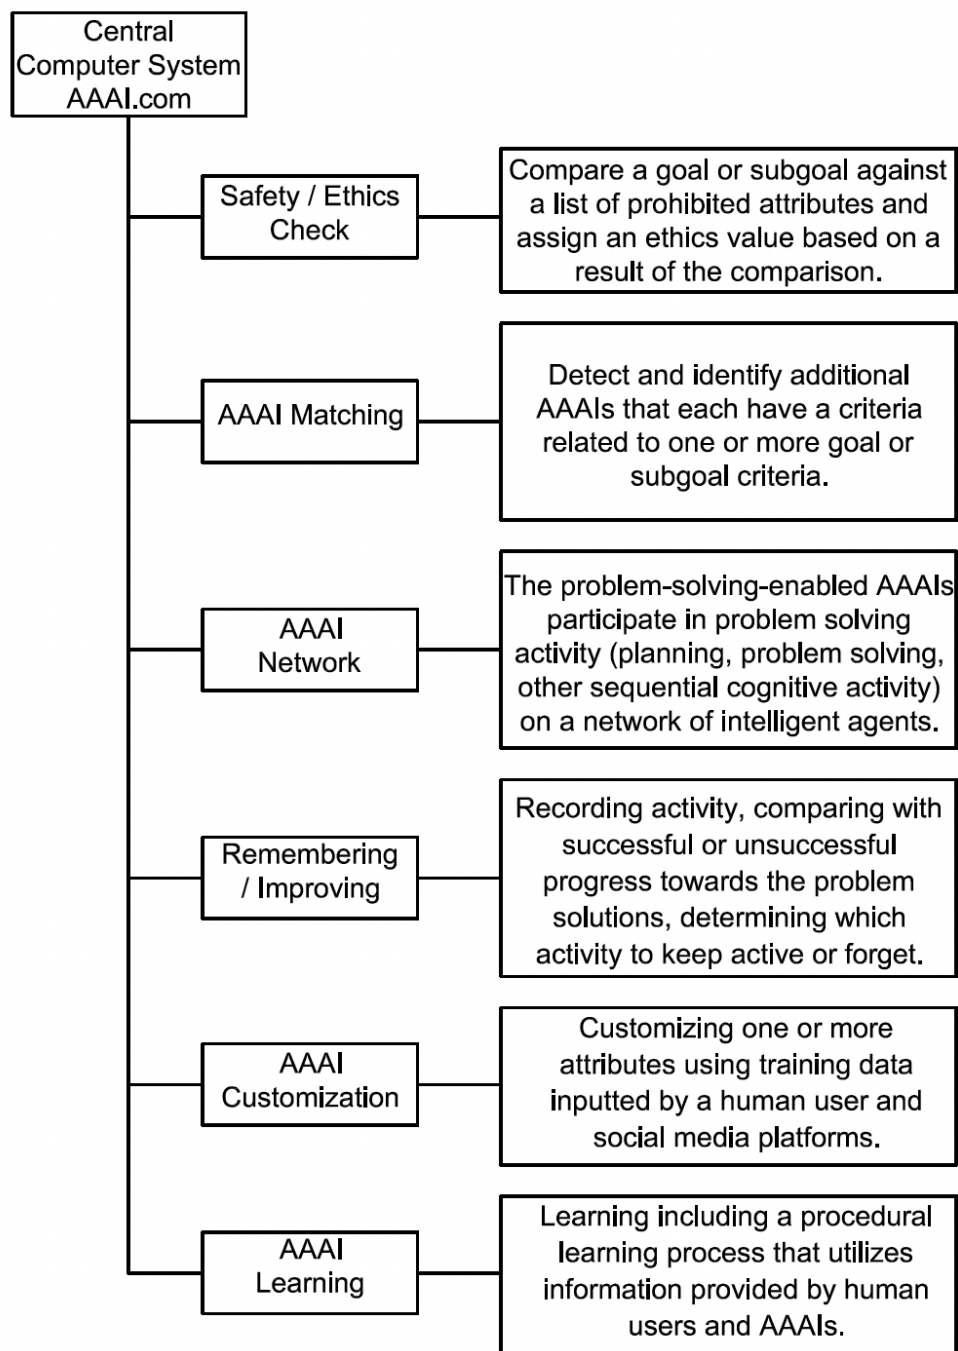 Central
Computer System
AAAI.com
Safety / Ethics
Check
Compare a goal or subgoal against
a list of prohibited attributes and
assign an ethics value based on a
result of the comparison.
AAAI Matching
Detect and identify additional
AAAIs that each have a criteria
related to one or more goal or
subgoal criteria.
AAAI
Network
The problem-solving-enabled AAAIs
participate in problem solving
activity (planning, problem solving,
other sequential cognitive activity)
on a network of intelligent agents.
Remembering
/ Improving
Recording activity, comparing with
successful or unsuccessful
progress towards the problem
solutions, determining which
activity to keep active or forget.
AAAI
Customization
Customizing one or more
attributes using training data
inputted by a human user and
social media platforms.
AAAI
Learning
Learning including a procedural
learning process that utilizes
information provided by human
users and AAAIs.